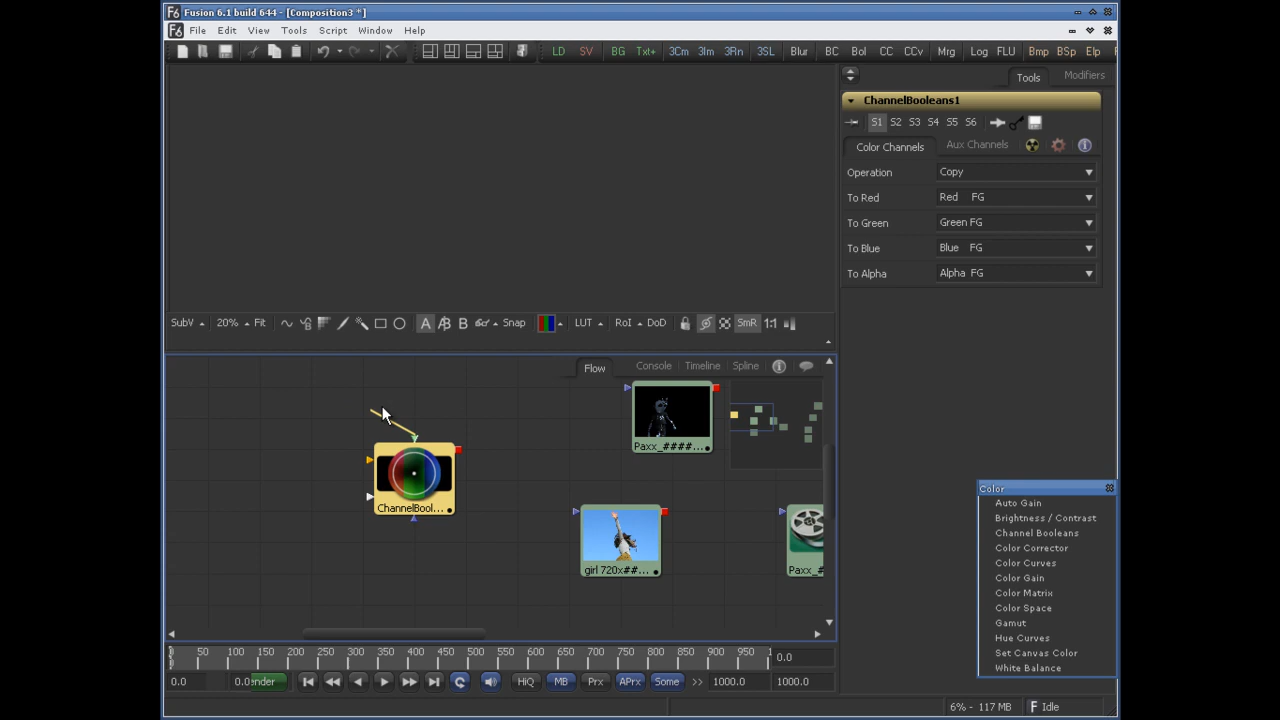 F6 Fusion 6.1 build 644 - [Composition3 *]
F6 File Edit View Tools Script Window Help
LD SV BG Txt+ 3Cm 3Im 3Rn 3SL Blur BC Bol CC CCv Mrg Log FLU Bmp BSp Elp
Tools Modifiers
ChannelBooleans1
S1 S2 S3 S4 S5 S6
Color Channels Aux Channels
Operation Copy
To Red Red FG
To Green Green FG
To Blue Blue FG
To Alpha Alpha FG
SubV 20% Fit A B B Snap LUT RoI DoD SmR 1:1
Flow Console Timeline Spline
Paxx_####...
ChannelBool...
girl 720x##...
Paxx_#
Color
Auto Gain
Brightness / Contrast
Channel Booleans
Color Corrector
Color Curves
Color Gain
Color Matrix
Color Space
Gamut
Hue Curves
Set Canvas Color
White Balance
50 100 150 200 250 300 350 400 450 500 550 600 650 700 750 800 850 900 950 1 0.0
0.0 0.0 ender HiQ MB Prx APrx Some >> 1000.0 1000.0
6% - 117 MB F Idle